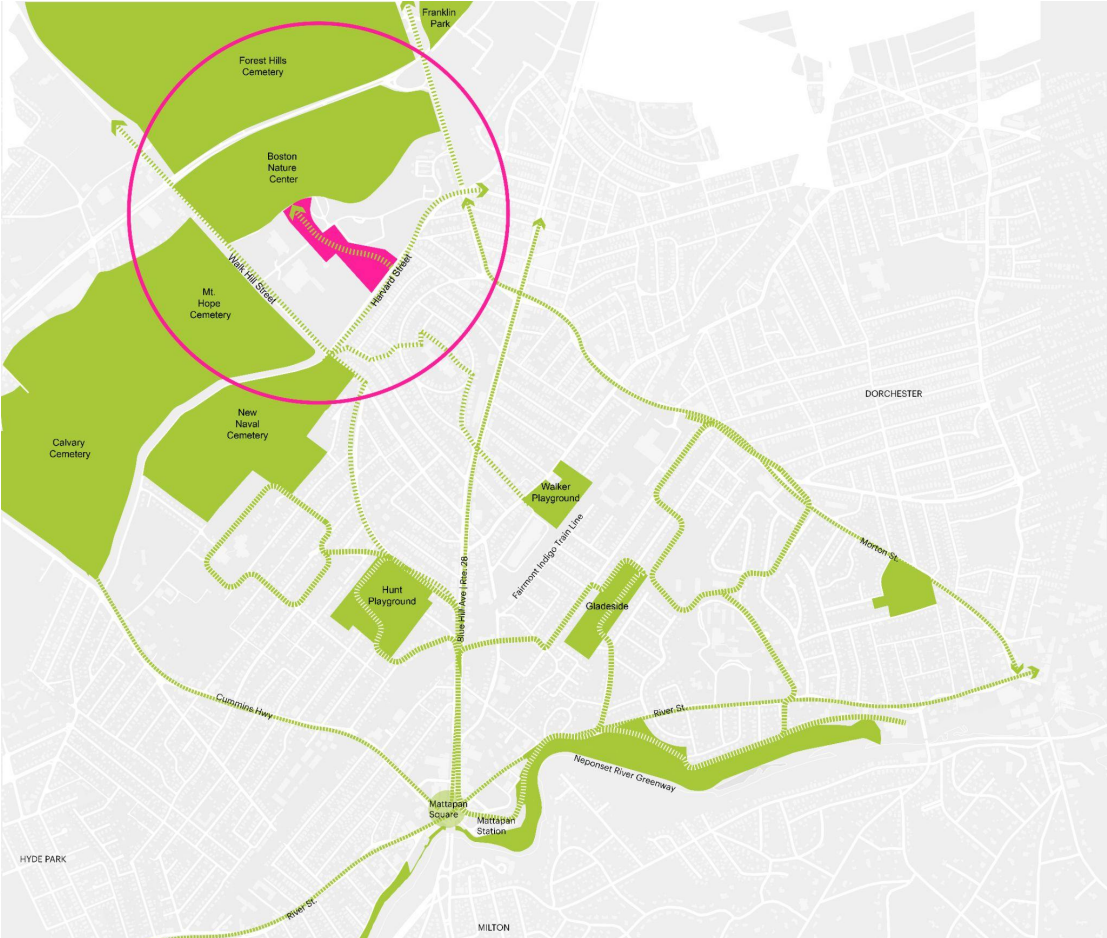 Franklin
Park
Forest Hills
Cemetery
Boston
Nature
Center
Walk Hill Street
Harvard Street
Mt.
Hope
Cemetery
DORCHESTER
New
Naval
Cemetery
Calvary
Cemetery
Walker
Playground
Fairmont Indigo Train Line
Morton St.
Blue Hill Ave | Rte. 28
Hunt
Playground
Gladeside
Cummins Hwy
River St.
Neponset River Greenway
Mattapan
Square
Mattapan
Station
HYDE PARK
River St.
MILTON